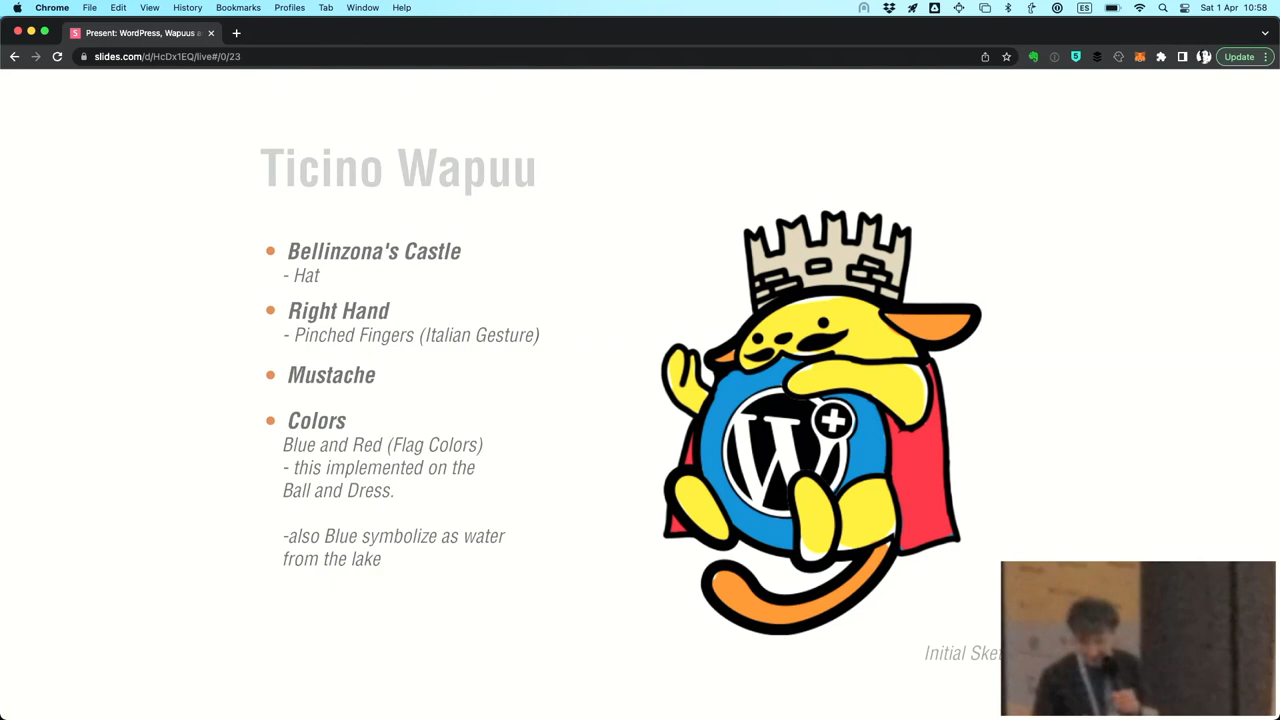 Chrome File Edit View History Bookmarks Profiles Tab Window Help ES Sat 1 Apr 10:58
Present: WordPress, Wapuus a
slides.com/d/HcDx1EQ/live#/0/23 Update
Ticino Wapuu
Bellinzona's Castle
- Hat
Right Hand
- Pinched Fingers (Italian Gesture)
Mustache
Colors
Blue and Red (Flag Colors)
- this implemented on the
Ball and Dress.
-also Blue symbolize as water
from the lake
W
Initial Sket